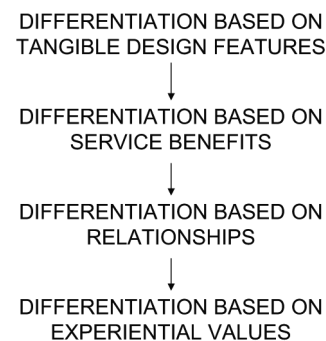 DIFFERENTIATION BASED ON
TANGIBLE DESIGN FEATURES
DIFFERENTIATION BASED ON
SERVICE BENEFITS
DIFFERENTIATION BASED ON
RELATIONSHIPS
DIFFERENTIATION BASED ON
EXPERIENTIAL VALUES